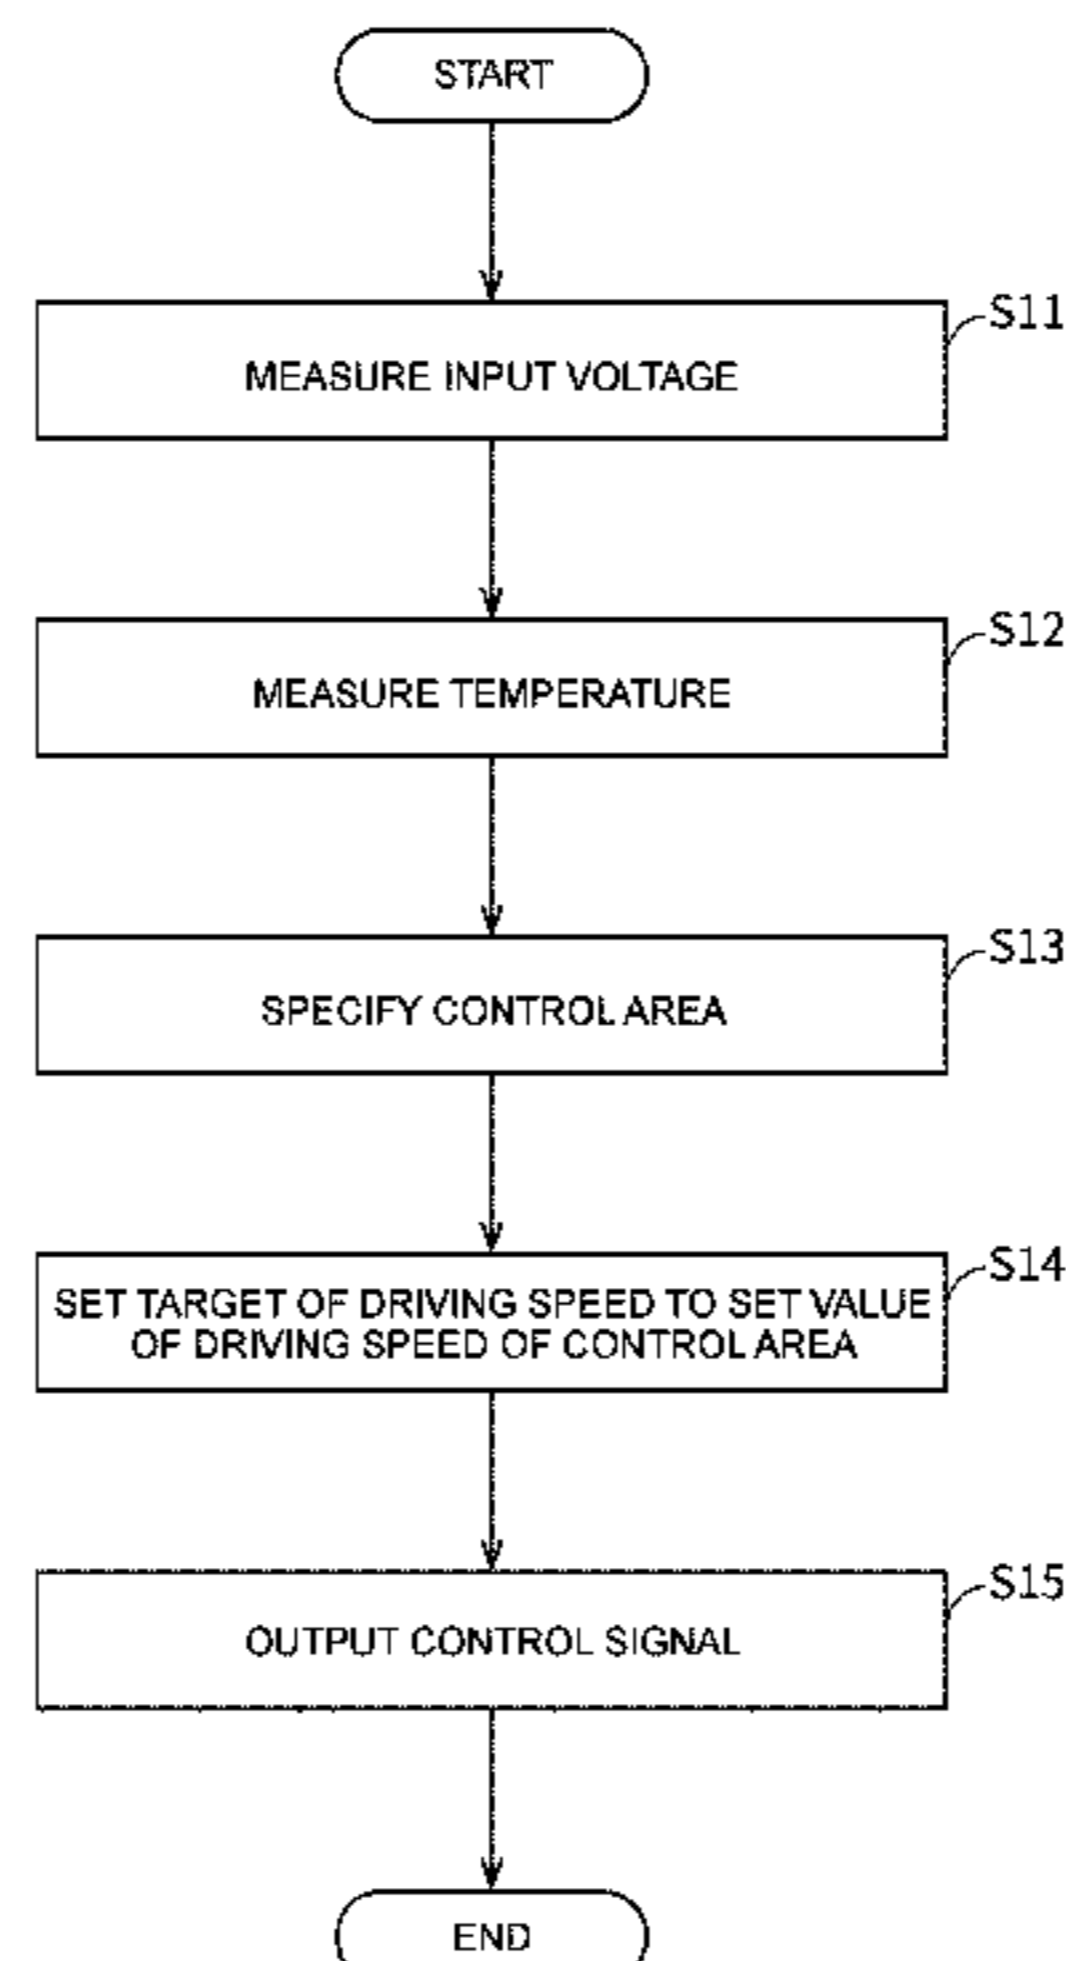 START
S11
MEASURE INPUT VOLTAGE
S12
MEASURE TEMPERATURE
S13
SPECIFY CONTROL AREA
S14
SET TARGET OF DRIVING SPEED TO SET VALUE
OF DRIVING SPEED OF CONTROL AREA
S15
OUTPUT CONTROL SIGNAL
END